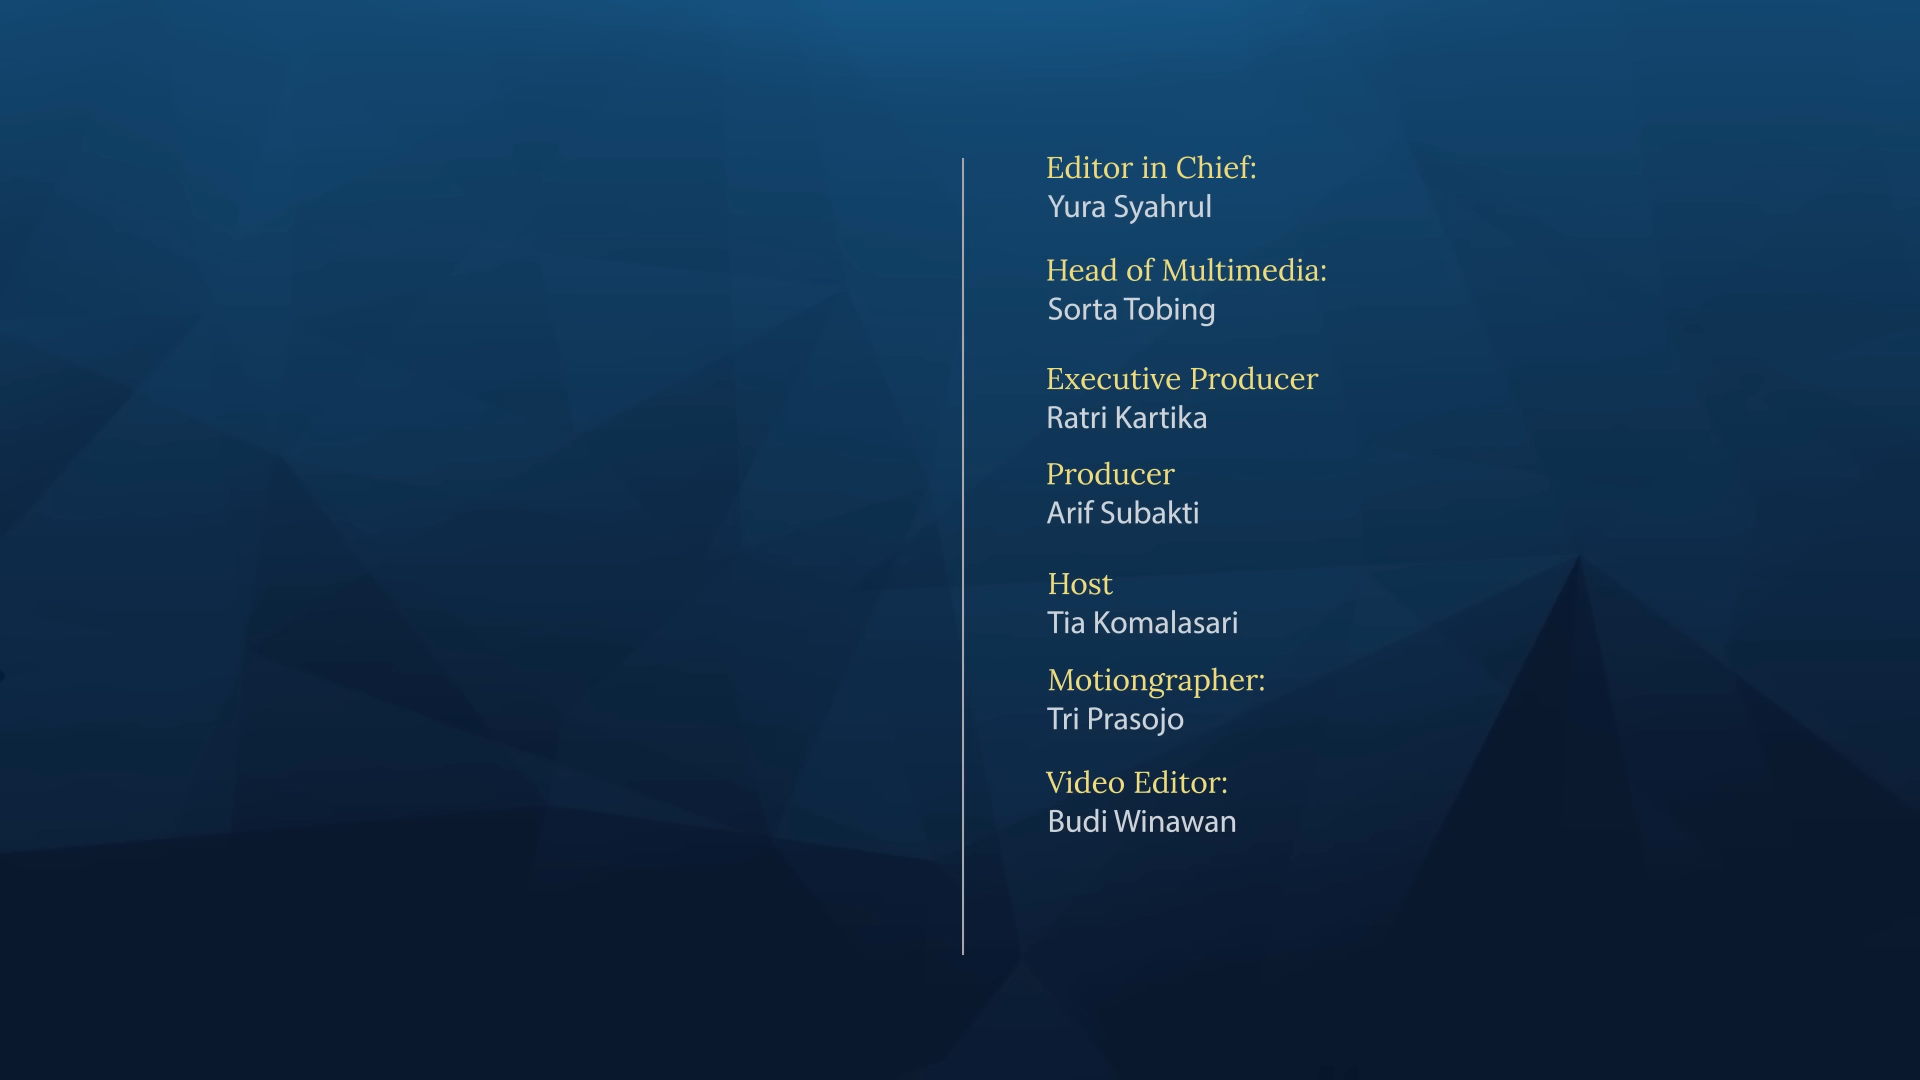 Editor in Chief:
Yura Syahrul
Head of Multimedia:
Sorta Tobing
Executive Producer
Ratri Kartika
Producer
Arif Subakti
Host
Tia Komalasari
Motiongrapher:
Tri Prasojo
Video Editor:
Budi Winawan